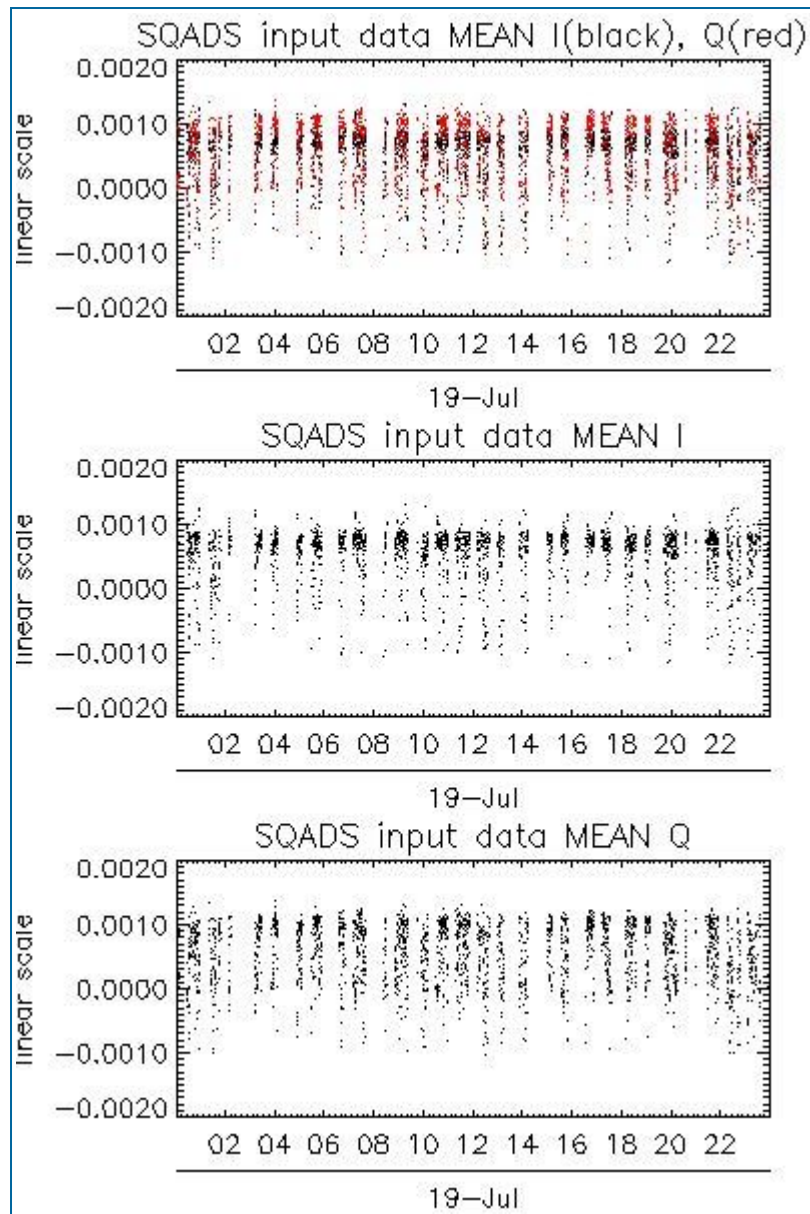 SQADS input data MEAN I(black), Q(red)
linear scale
0.0020
0.0010
0.0000
−0.0010
−0.0020
02 04 06 08 10 12 14 16 18 20 22
19−Jul
SQADS input data MEAN I
linear scale
0.0020
0.0010
0.0000
−0.0010
−0.0020
02 04 06 08 10 12 14 16 18 20 22
19−Jul
SQADS input data MEAN Q
linear scale
0.0020
0.0010
0.0000
−0.0010
−0.0020
02 04 06 08 10 12 14 16 18 20 22
19−Jul